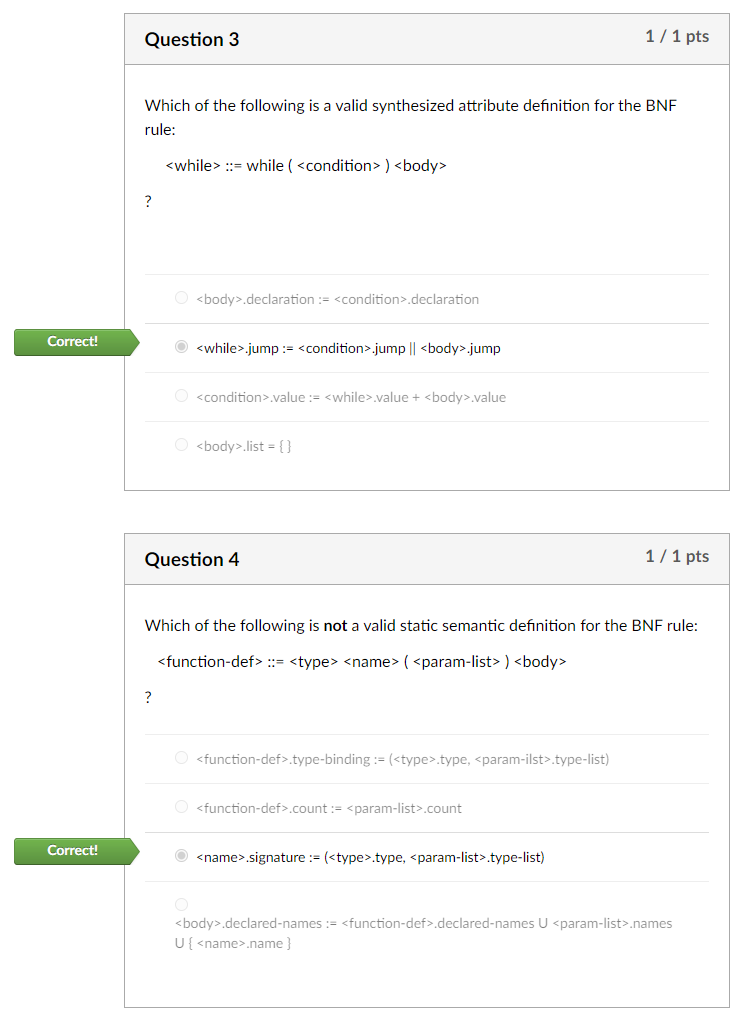 Question 3
1 / 1 pts
Which of the following is a valid synthesized attribute definition for the BNF
rule:
<while> ::= while ( <condition> ) <body>
?
<body>.declaration := <condition>.declaration
Correct!
<while>.jump := <condition>.jump || <body>.jump
<condition>.value := <while>.value + <body>.value
<body>.list = { }
Question 4
1 / 1 pts
Which of the following is not a valid static semantic definition for the BNF rule:
<function-def> ::= <type> <name> ( <param-list> ) <body>
?
<function-def>.type-binding := (<type>.type, <param-ilst>.type-list)
<function-def>.count := <param-list>.count
Correct!
<name>.signature := (<type>.type, <param-list>.type-list)
<body>.declared-names := <function-def>.declared-names U <param-list>.names
U { <name>.name }